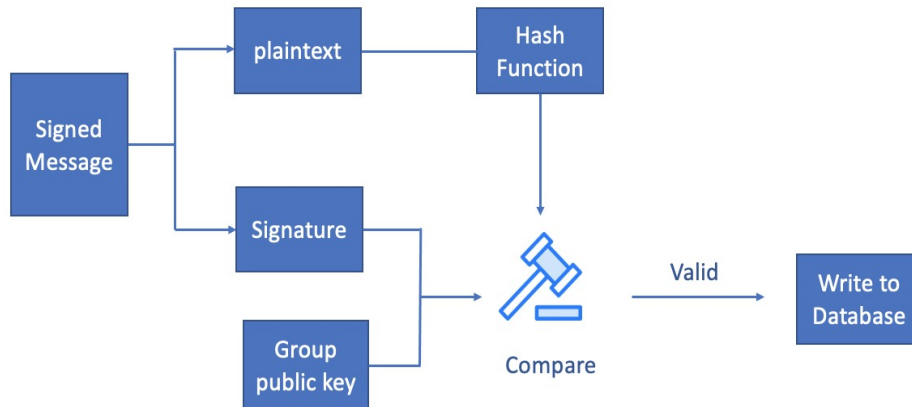 plaintext
Hash
Function
Signed
Message
Signature
Valid
Write to
Database
Group
public key
Compare